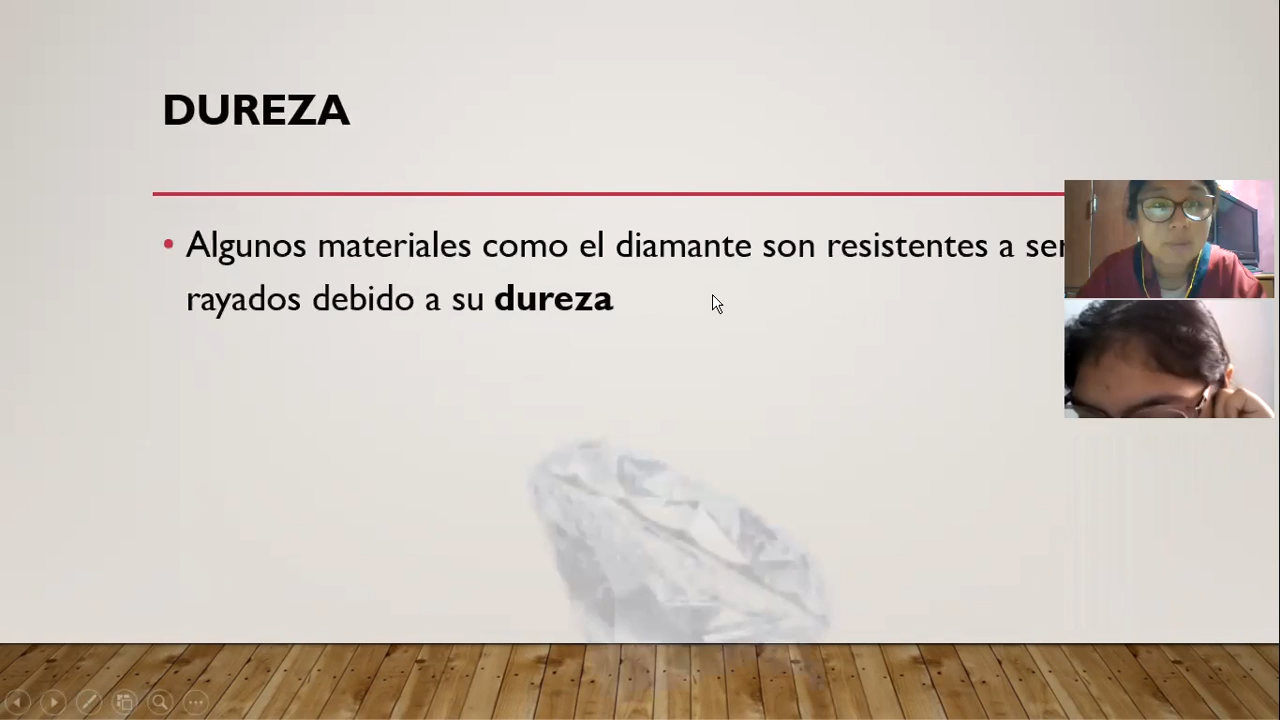 DUREZA
• Algunos materiales como el diamante son resistentes a ser
rayados debido a su dureza